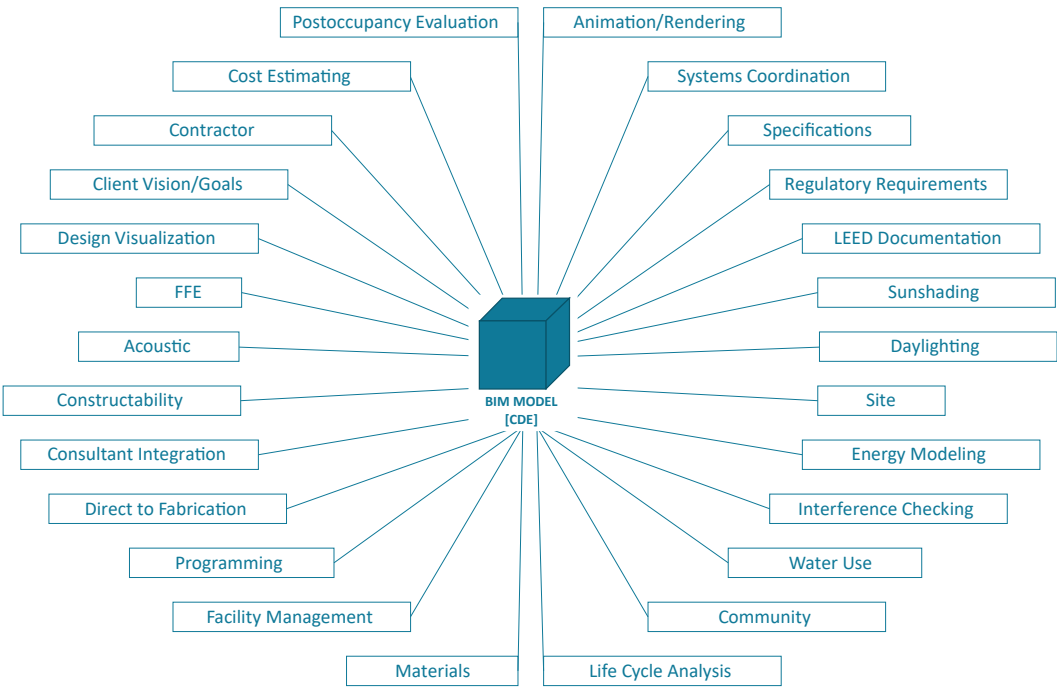 Postoccupancy Evaluation
Animation/Rendering
Cost Estimating
Systems Coordination
Contractor
Specifications
Client Vision/Goals
Regulatory Requirements
Design Visualization
LEED Documentation
FFE
Sunshading
Acoustic
Daylighting
Constructability
Site
BIM MODEL
[CDE]
Consultant Integration
Energy Modeling
Direct to Fabrication
Interference Checking
Programming
Water Use
Facility Management
Community
Materials
Life Cycle Analysis